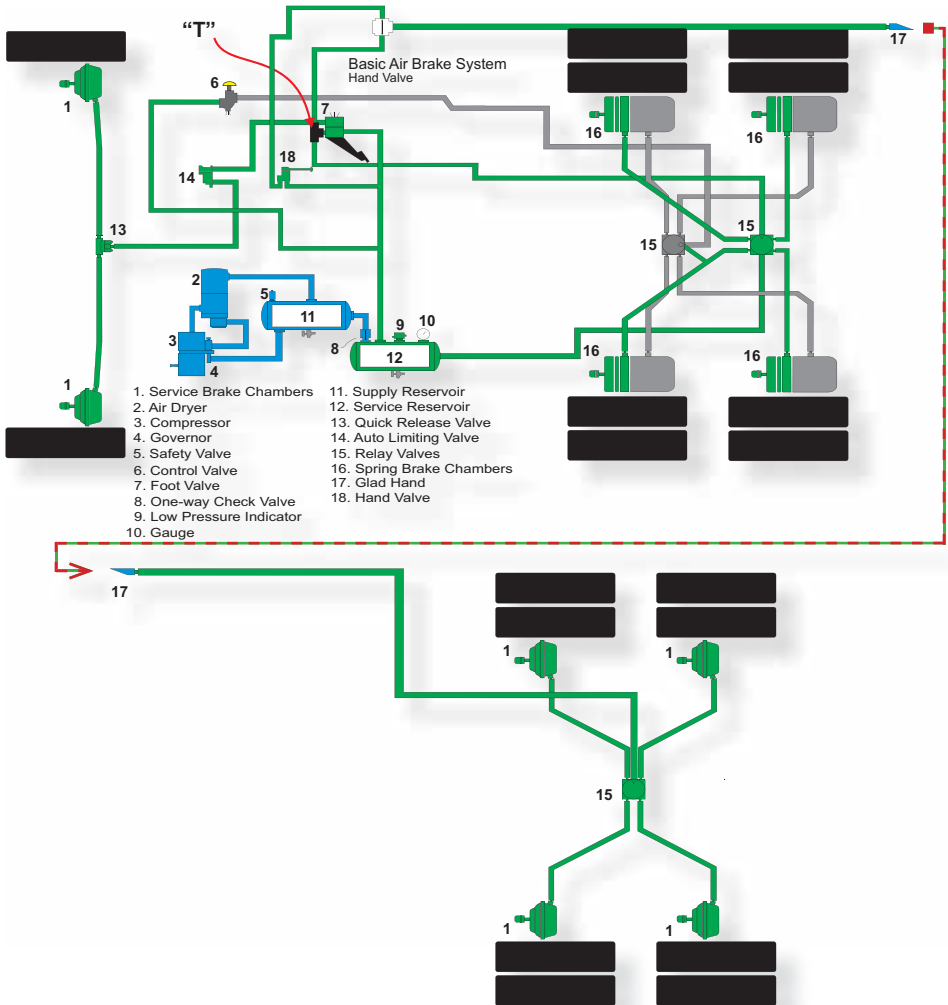 “T”
17
Basic Air Brake System
Hand Valve
6
7
1
16
16
18
14
13
15
15
2
5
11
9
10
3
8
12
4
16
16
1
1. Service Brake Chambers
2. Air Dryer
3. Compressor
4. Governor
5. Safety Valve
6. Control Valve
7. Foot Valve
8. One-way Check Valve
9. Low Pressure Indicator
10. Gauge
11. Supply Reservoir
12. Service Reservoir
13. Quick Release Valve
14. Auto Limiting Valve
15. Relay Valves
16. Spring Brake Chambers
17. Glad Hand
18. Hand Valve
17
1
1
15
1
1